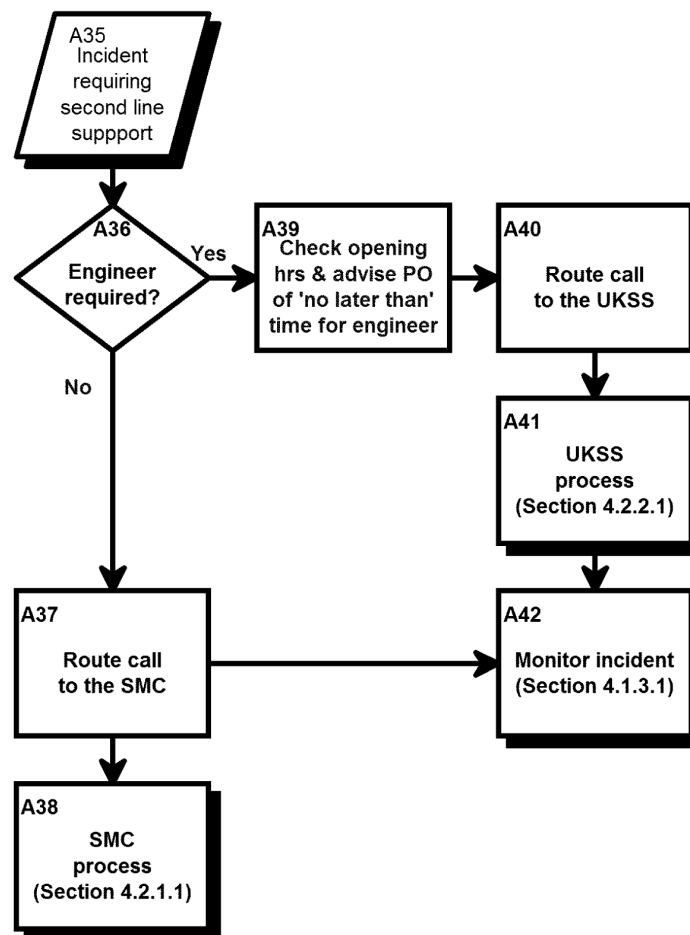 A35
Incident
requiring
second line
suppport
A36
Engineer
required?
Yes
A39
Check opening
hrs & advise PO
of 'no later than'
time for engineer
A40
Route call
to the UKSS
No
A41
UKSS
process
(Section 4.2.2.1)
A37
Route call
to the SMC
A42
Monitor incident
(Section 4.1.3.1)
A38
SMC
process
(Section 4.2.1.1)